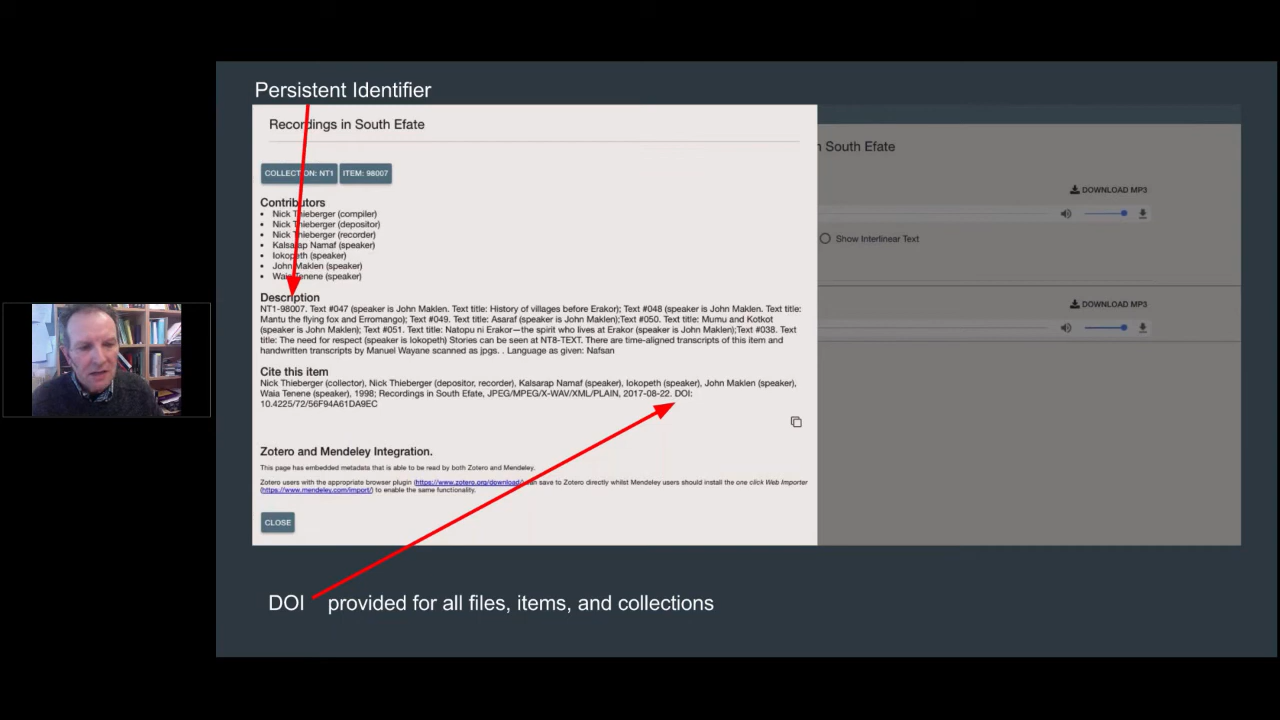 Persistent Identifier
Recordings in South Efate
COLLECTION: NT1 ITEM: 98007
Contributors
• Nick Thieberger (compiler)
• Nick Thieberger (depositor)
• Nick Thieberger (recorder)
• Kalsarap Namaf (speaker)
• Iokopeth (speaker)
• John Maklen (speaker)
• Waia Tenene (speaker)
Description
NT1-98007. Text #047 (speaker is John Maklen. Text title: History of villages before Erakor); Text #048 (speaker is John Maklen. Text title:
Mantu the flying fox and Erromango); Text #049. Text title: Asaraf (speaker is John Maklen);Text #050. Text title: Mumu and Kotkot
(speaker is John Maklen); Text #051. Text title: Natopu ni Erakor—the spirit who lives at Erakor (speaker is John Maklen);Text #038. Text
title: The need for respect (speaker is Iokopeth) Stories can be seen at NT8-TEXT. There are time-aligned transcripts of this item and
handwritten transcripts by Manuel Wayane scanned as jpgs. . Language as given: Nafsan
Cite this item
Nick Thieberger (collector), Nick Thieberger (depositor, recorder), Kalsarap Namaf (speaker), Iokopeth (speaker), John Maklen (speaker),
Waia Tenene (speaker), 1998; Recordings in South Efate, JPEG/MPEG/X-WAV/XML/PLAIN, 2017-08-22. DOI:
10.4225/72/56F94A61DA9EC
Zotero and Mendeley Integration.
This page has embedded metadata that is able to be read by both Zotero and Mendeley.
Zotero users with the appropriate browser plugin (https://www.zotero.org/download/) can save to Zotero directly whilst Mendeley users should install the one click Web Importer
(https://www.mendeley.com/import/) to enable the same functionality.
CLOSE
n South Efate
DOWNLOAD MP3
Show Interlinear Text
DOWNLOAD MP3
DOI provided for all files, items, and collections